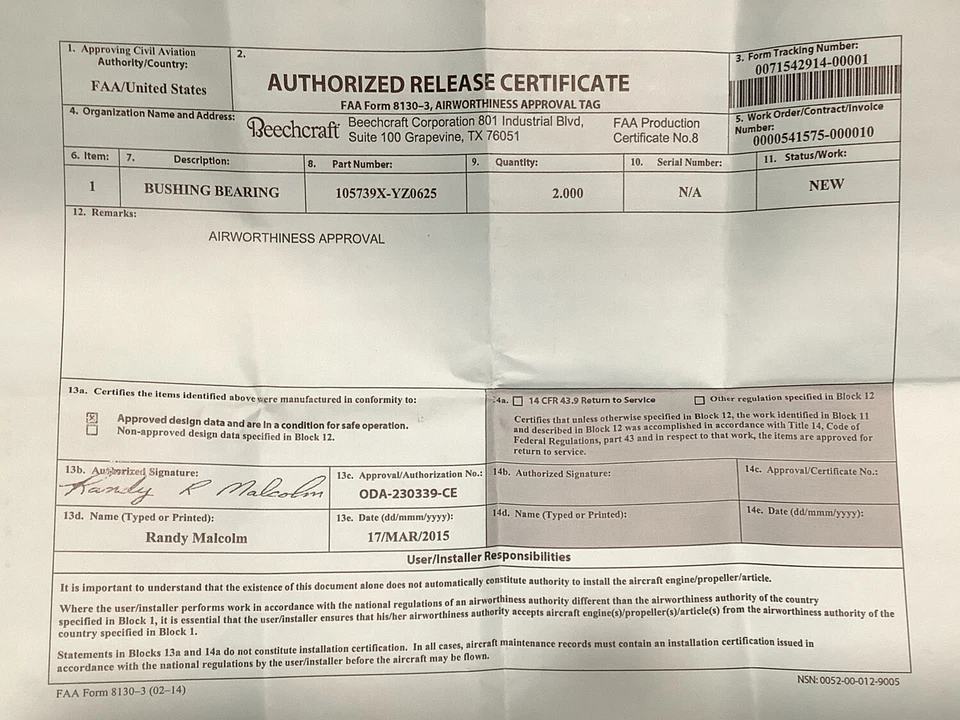 1. Approving Civil Aviation
Authority/Country:
FAA/United States
2.
AUTHORIZED RELEASE CERTIFICATE
FAA Form 8130–3, AIRWORTHINESS APPROVAL TAG
3. Form Tracking Number:
0071542914-00001
4. Organization Name and Address:
Beechcraft
Beechcraft Corporation 801 Industrial Blvd,
Suite 100 Grapevine, TX 76051
FAA Production
Certificate No.8
5. Work Order/Contract/Invoice
Number:
0000541575-000010
6. Item:
1
7. Description:
BUSHING BEARING
8. Part Number:
105739X-YZ0625
9. Quantity:
2.000
10. Serial Number:
N/A
11. Status/Work:
NEW
12. Remarks:
AIRWORTHINESS APPROVAL
13a. Certifies the items identified above were manufactured in conformity to:
Approved design data and are in a condition for safe operation.
Non-approved design data specified in Block 12.
14a. 14 CFR 43.9 Return to Service
Other regulation specified in Block 12
Certifies that unless otherwise specified in Block 12, the work identified in Block 11
and described in Block 12 was accomplished in accordance with Title 14, Code of
Federal Regulations, part 43 and in respect to that work, the items are approved for
return to service.
13b. Authorized Signature:
Randy R Malcolm
13c. Approval/Authorization No.:
ODA-230339-CE
14b. Authorized Signature:
14c. Approval/Certificate No.:
13d. Name (Typed or Printed):
Randy Malcolm
13e. Date (dd/mmm/yyyy):
17/MAR/2015
14d. Name (Typed or Printed):
14e. Date (dd/mmm/yyyy):
User/Installer Responsibilities
It is important to understand that the existence of this document alone does not automatically constitute authority to install the aircraft engine/propeller/article.
Where the user/installer performs work in accordance with the national regulations of an airworthiness authority different than the airworthiness authority of the country
specified in Block 1, it is essential that the user/installer ensures that his/her airworthiness authority accepts aircraft engine(s)/propeller(s)/article(s) from the airworthiness authority of the
country specified in Block 1.
Statements in Blocks 13a and 14a do not constitute installation certification. In all cases, aircraft maintenance records must contain an installation certification issued in
accordance with the national regulations by the user/installer before the aircraft may be flown.
FAA Form 8130–3 (02-14)
NSN: 0052-00-012-9005